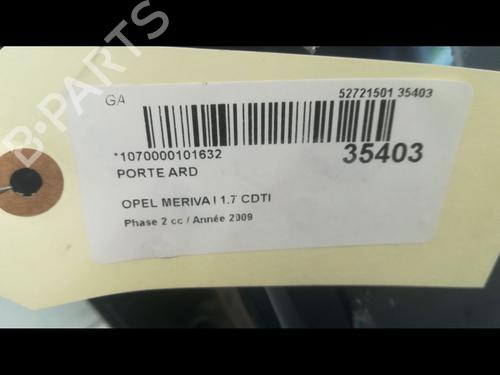 B-PARTS
GA
52721501 35403
*1070000101632
35403
PORTE ARD
OPEL MERIVA I 1.7 CDTI
Phase 2 cc / Année 2009